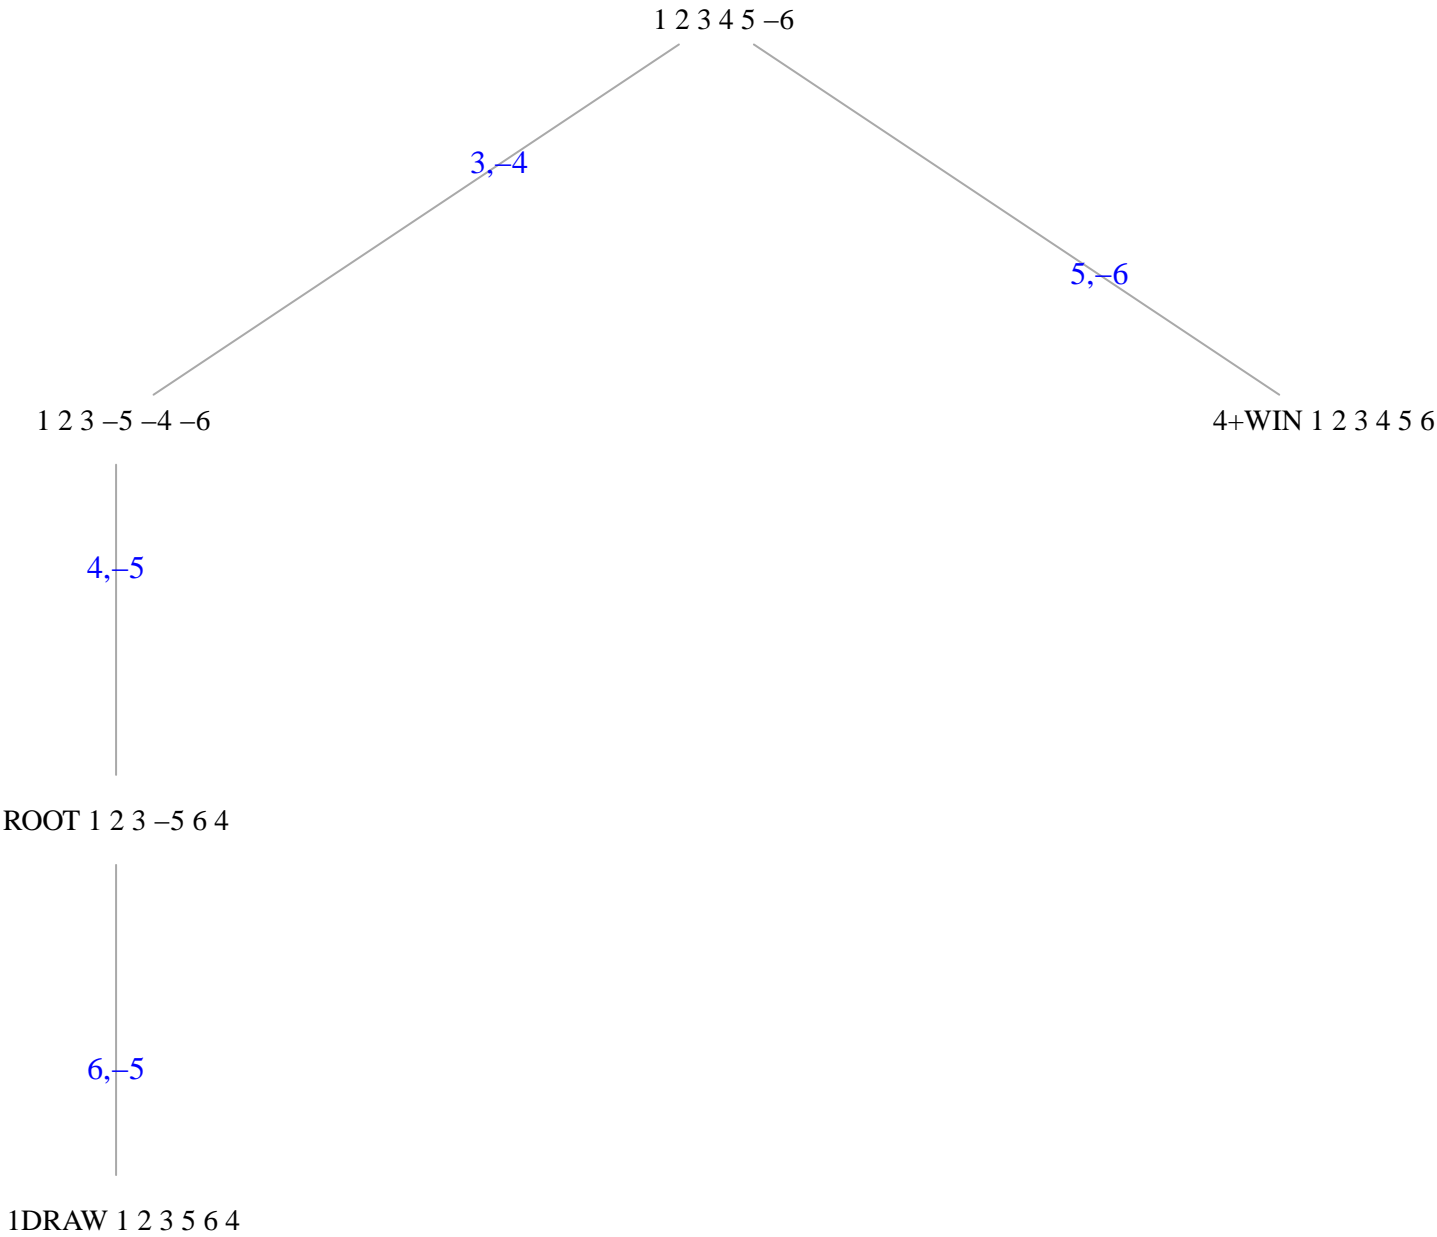 1 2 3 4 5 –6
3,–4
5,–6
1 2 3 –5 –4 –6
4+WIN 1 2 3 4 5 6
4,–5
ROOT 1 2 3 –5 6 4
6,–5
1DRAW 1 2 3 5 6 4